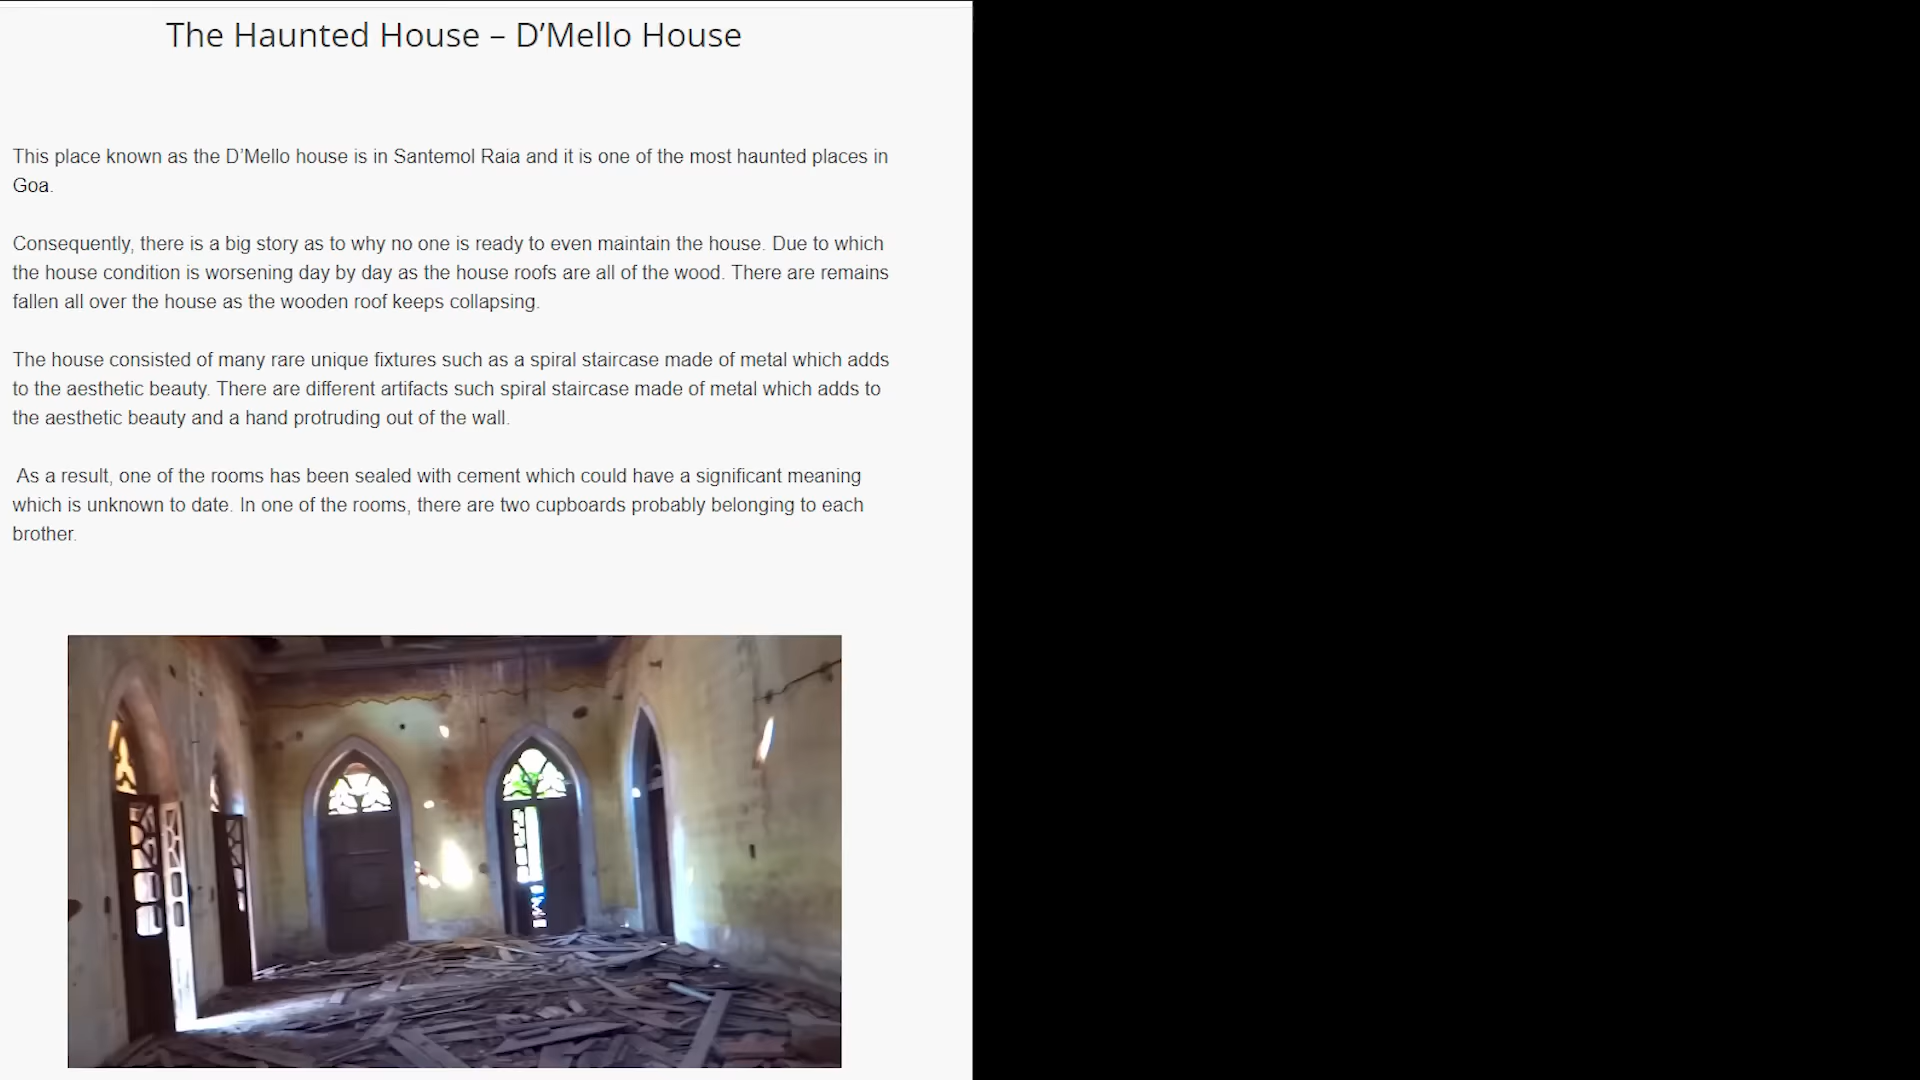 The Haunted House – D’Mello House
This place known as the D’Mello house is in Santemol Raia and it is one of the most haunted places in
Goa.
Consequently, there is a big story as to why no one is ready to even maintain the house. Due to which
the house condition is worsening day by day as the house roofs are all of the wood. There are remains
fallen all over the house as the wooden roof keeps collapsing.
The house consisted of many rare unique fixtures such as a spiral staircase made of metal which adds
to the aesthetic beauty. There are different artifacts such spiral staircase made of metal which adds to
the aesthetic beauty and a hand protruding out of the wall.
As a result, one of the rooms has been sealed with cement which could have a significant meaning
which is unknown to date. In one of the rooms, there are two cupboards probably belonging to each
brother.